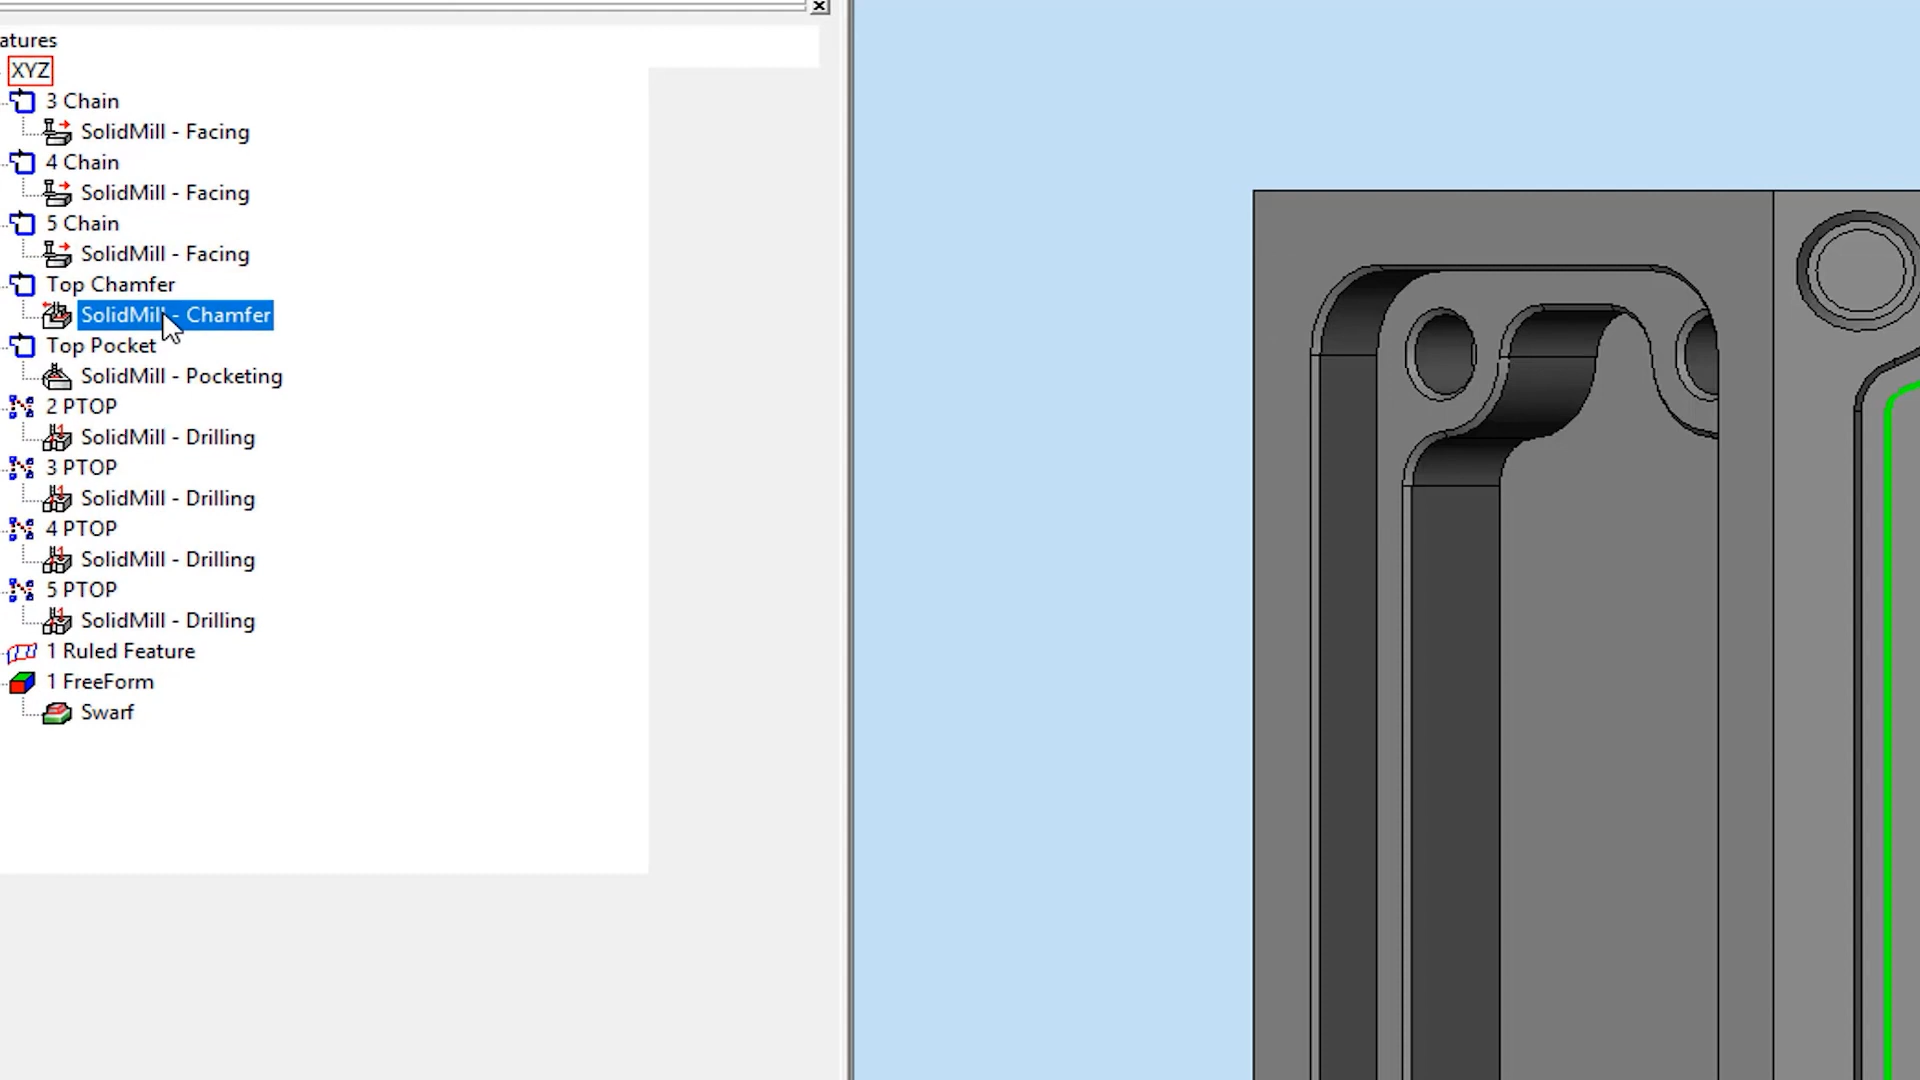 atures
XYZ
3 Chain
SolidMill - Facing
4 Chain
SolidMill - Facing
5 Chain
SolidMill - Facing
Top Chamfer
SolidMill - Chamfer
Top Pocket
SolidMill - Pocketing
2 PTOP
SolidMill - Drilling
3 PTOP
SolidMill - Drilling
4 PTOP
SolidMill - Drilling
5 PTOP
SolidMill - Drilling
1 Ruled Feature
1 FreeForm
Swarf